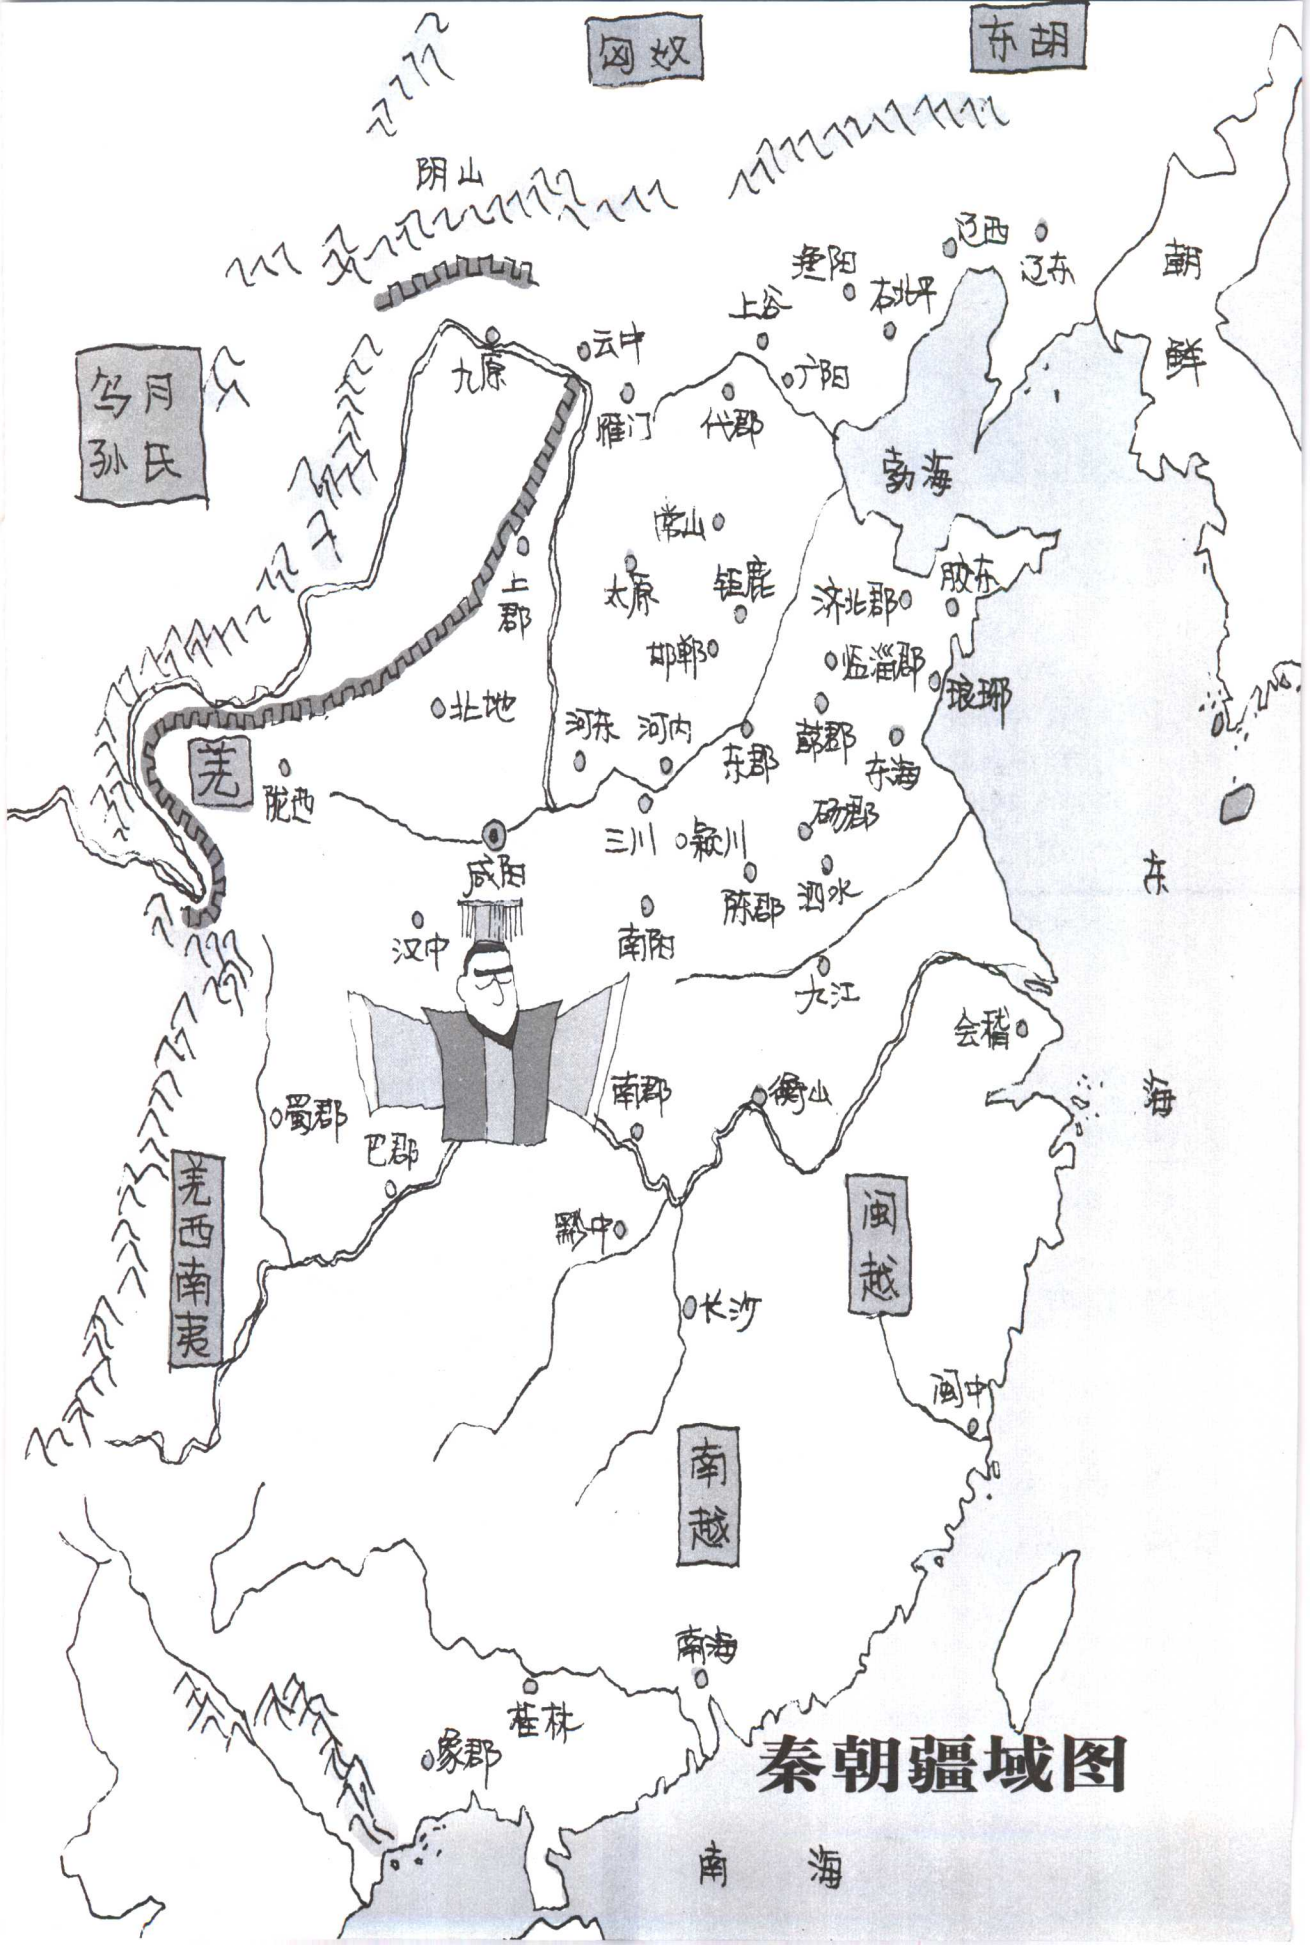 匈奴
东胡
阴山
辽西
辽东
渔阳
右北平
上谷
朝鲜
云中
九原
广阳
乌孙
月氏
雁门
代郡
勃海
常山
上郡
太原
钜鹿
济北郡
胶东
邯郸
临淄郡
琅琊
北地
河东
河内
东郡
薛郡
东海
羌
陇西
三川
颍川
砀郡
咸阳
陈郡
泗水
东海
汉中
南阳
九江
会稽
南郡
衡山
蜀郡
巴郡
羌西南夷
黔中
闽越
长沙
闽中
南越
南海
桂林
象郡
秦朝疆域图
南海